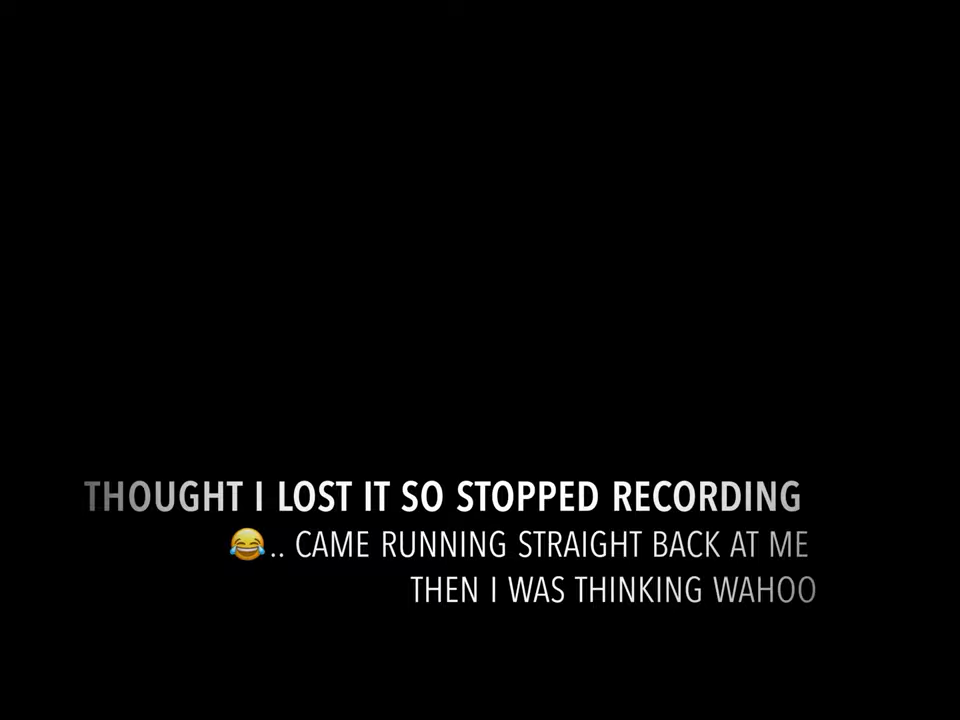 THOUGHT I LOST IT SO STOPPED RECORDING
😂.. CAME RUNNING STRAIGHT BACK AT ME
THEN I WAS THINKING WAHOO